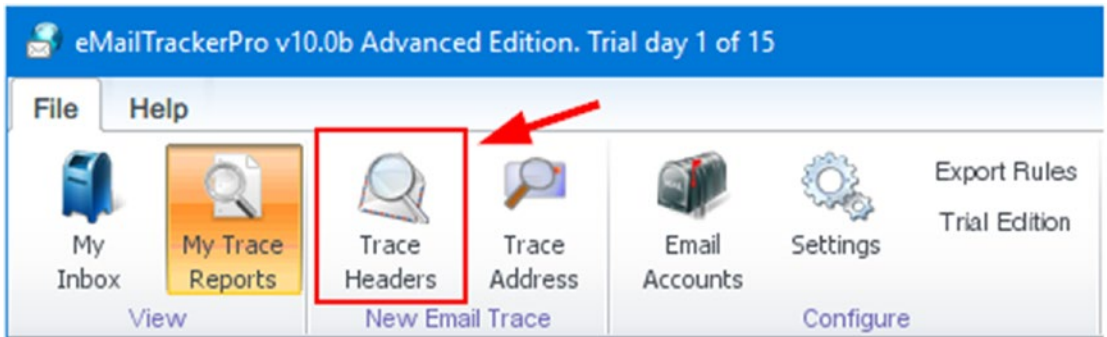 eMailTrackerPro v10.0b Advanced Edition. Trial day 1 of 15
File Help
My Inbox
My Trace Reports
Trace Headers
Trace Address
Email Accounts
Settings
Export Rules
Trial Edition
View
New Email Trace
Configure